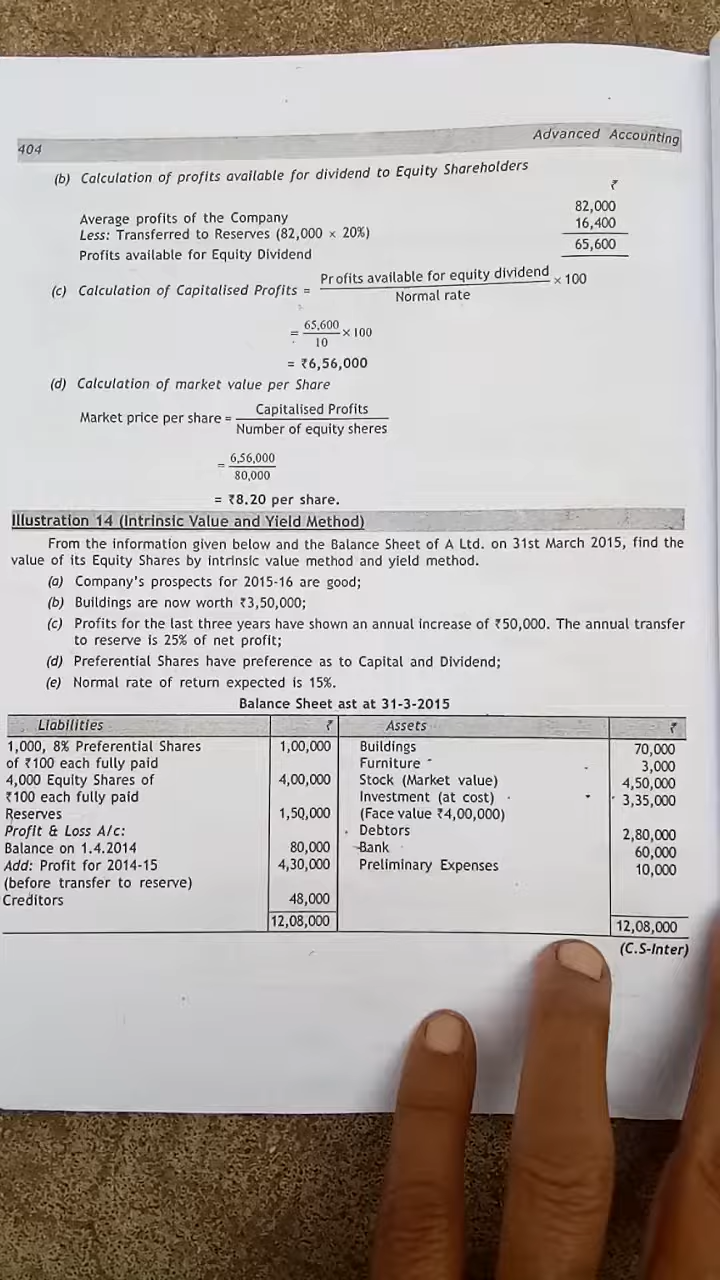 404
Advanced Accounting
(b) Calculation of profits available for dividend to Equity Shareholders
₹
Average profits of the Company 82,000
Less: Transferred to Reserves (82,000 × 20%) 16,400
Profits available for Equity Dividend 65,600
(c) Calculation of Capitalised Profits = Profits available for equity dividend / Normal rate × 100
= 65,600 / 10 × 100
= ₹6,56,000
(d) Calculation of market value per Share
Market price per share = Capitalised Profits / Number of equity sheres
= 6,56,000 / 80,000
= ₹8.20 per share.
Illustration 14 (Intrinsic Value and Yield Method)
From the information given below and the Balance Sheet of A Ltd. on 31st March 2015, find the
value of its Equity Shares by intrinsic value method and yield method.
(a) Company's prospects for 2015-16 are good;
(b) Buildings are now worth ₹3,50,000;
(c) Profits for the last three years have shown an annual increase of ₹50,000. The annual transfer
to reserve is 25% of net profit;
(d) Preferential Shares have preference as to Capital and Dividend;
(e) Normal rate of return expected is 15%.
Balance Sheet ast at 31-3-2015
Liabilities ₹ Assets ₹
1,000, 8% Preferential Shares 1,00,000 Buildings 70,000
of ₹100 each fully paid Furniture 3,000
4,000 Equity Shares of 4,00,000 Stock (Market value) 4,50,000
₹100 each fully paid Investment (at cost) 3,35,000
Reserves 1,50,000 (Face value ₹4,00,000)
Profit & Loss A/c: Debtors 2,80,000
Balance on 1.4.2014 80,000 Bank 60,000
Add: Profit for 2014-15 4,30,000 Preliminary Expenses 10,000
(before transfer to reserve)
Creditors 48,000
12,08,000 12,08,000
(C.S-Inter)